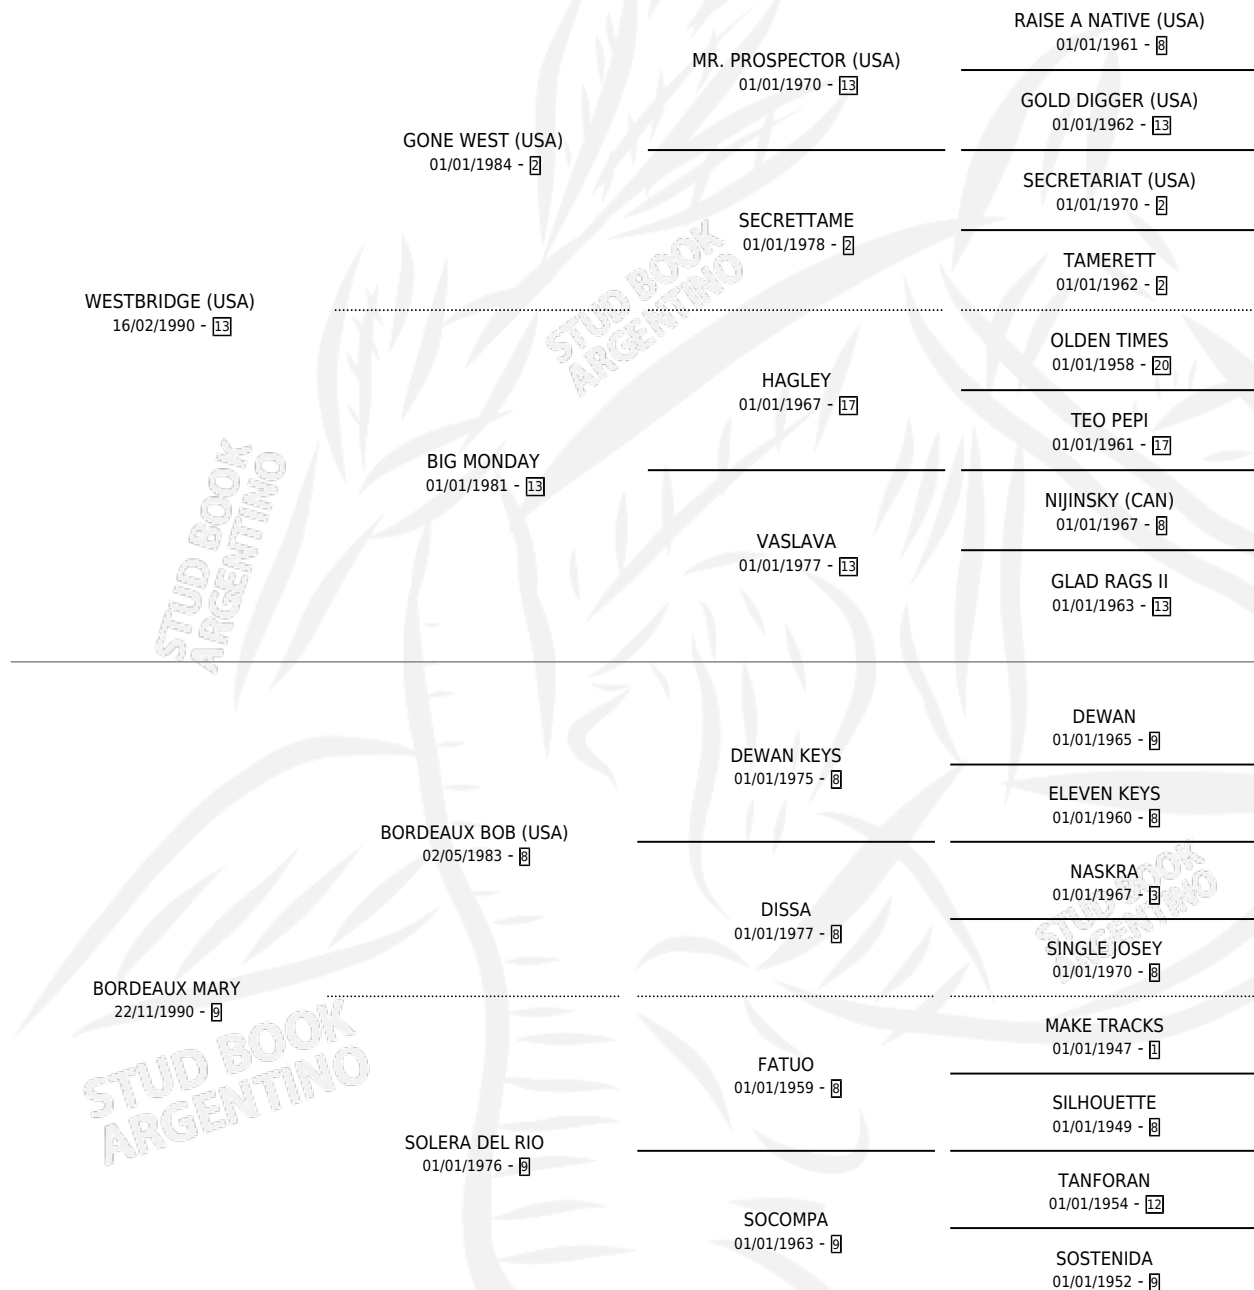 RAISE A NATIVE (USA)
01/01/1961 - 8
MR. PROSPECTOR (USA)
01/01/1970 - 13
GOLD DIGGER (USA)
01/01/1962 - 13
GONE WEST (USA)
01/01/1984 - 2
SECRETARIAT (USA)
01/01/1970 - 2
SECRETTAME
01/01/1978 - 2
TAMERETT
01/01/1962 - 2
WESTBRIDGE (USA)
16/02/1990 - 13
OLDEN TIMES
01/01/1958 - 20
HAGLEY
01/01/1967 - 17
TEO PEPI
01/01/1961 - 17
BIG MONDAY
01/01/1981 - 13
NIJINSKY (CAN)
01/01/1967 - 8
VASLAVA
01/01/1977 - 13
GLAD RAGS II
01/01/1963 - 13
DEWAN
01/01/1965 - 9
DEWAN KEYS
01/01/1975 - 8
ELEVEN KEYS
01/01/1960 - 8
BORDEAUX BOB (USA)
02/05/1983 - 8
NASKRA
01/01/1967 - 3
DISSA
01/01/1977 - 8
SINGLE JOSEY
01/01/1970 - 8
BORDEAUX MARY
22/11/1990 - 9
MAKE TRACKS
01/01/1947 - 1
FATUO
01/01/1959 - 8
SILHOUETTE
01/01/1949 - 8
SOLERA DEL RIO
01/01/1976 - 9
TANFORAN
01/01/1954 - 12
SOCOMPA
01/01/1963 - 9
SOSTENIDA
01/01/1952 - 9
STUD BOOK
ARGENTINO
STUD BOOK
ARGENTINO
STUD BOOK
ARGENTINO
STUD BOOK
ARGENTINO